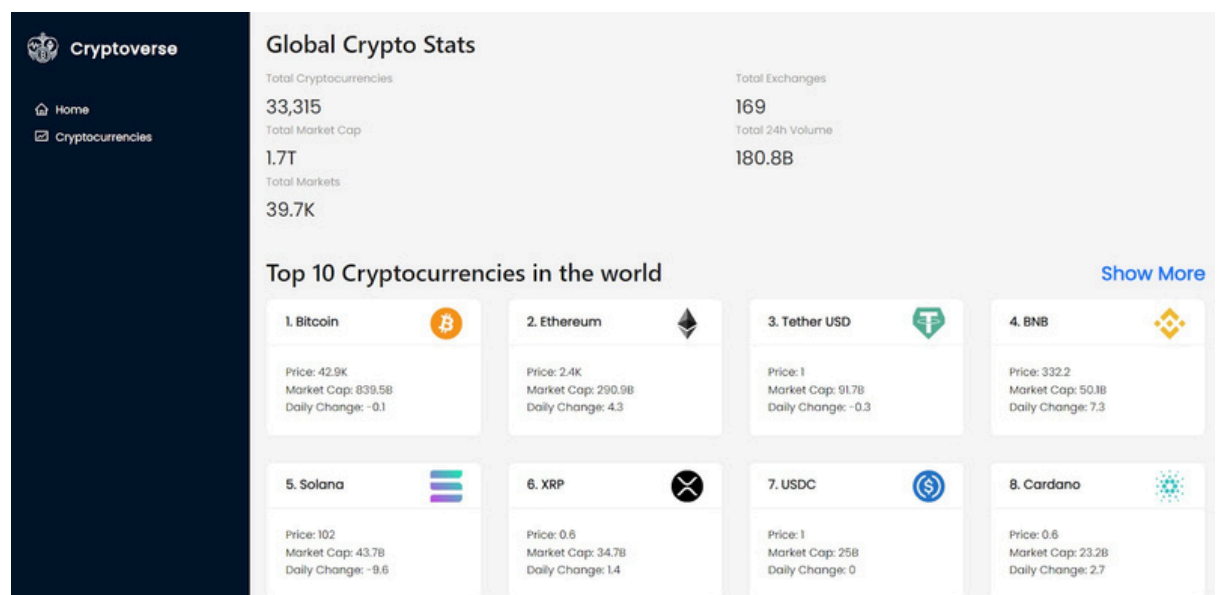 Cryptoverse
Home
Cryptocurrencies
Global Crypto Stats
Total Cryptocurrencies
33,315
Total Exchanges
169
Total Market Cap
1.7T
Total 24h Volume
180.8B
Total Markets
39.7K
Top 10 Cryptocurrencies in the world
Show More
1. Bitcoin
Price: 42.9K
Market Cap: 839.5B
Daily Change: -0.1
2. Ethereum
Price: 2.4K
Market Cap: 290.9B
Daily Change: 4.3
3. Tether USD
Price: 1
Market Cap: 91.7B
Daily Change: -0.3
4. BNB
Price: 332.2
Market Cap: 50.1B
Daily Change: 7.3
5. Solana
Price: 102
Market Cap: 43.7B
Daily Change: -9.6
6. XRP
Price: 0.6
Market Cap: 34.7B
Daily Change: 1.4
7. USDC
Price: 1
Market Cap: 25B
Daily Change: 0
8. Cardano
Price: 0.6
Market Cap: 23.2B
Daily Change: 2.7